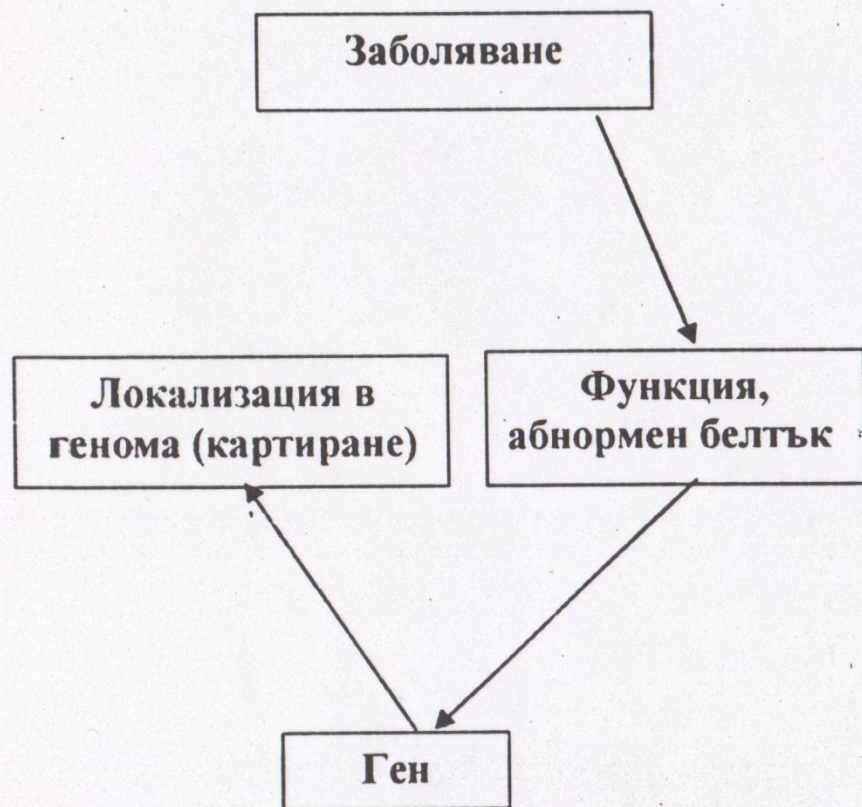 Заболяване
Локализация в
генома (картиране)
Функция,
абнормен белтък
Ген